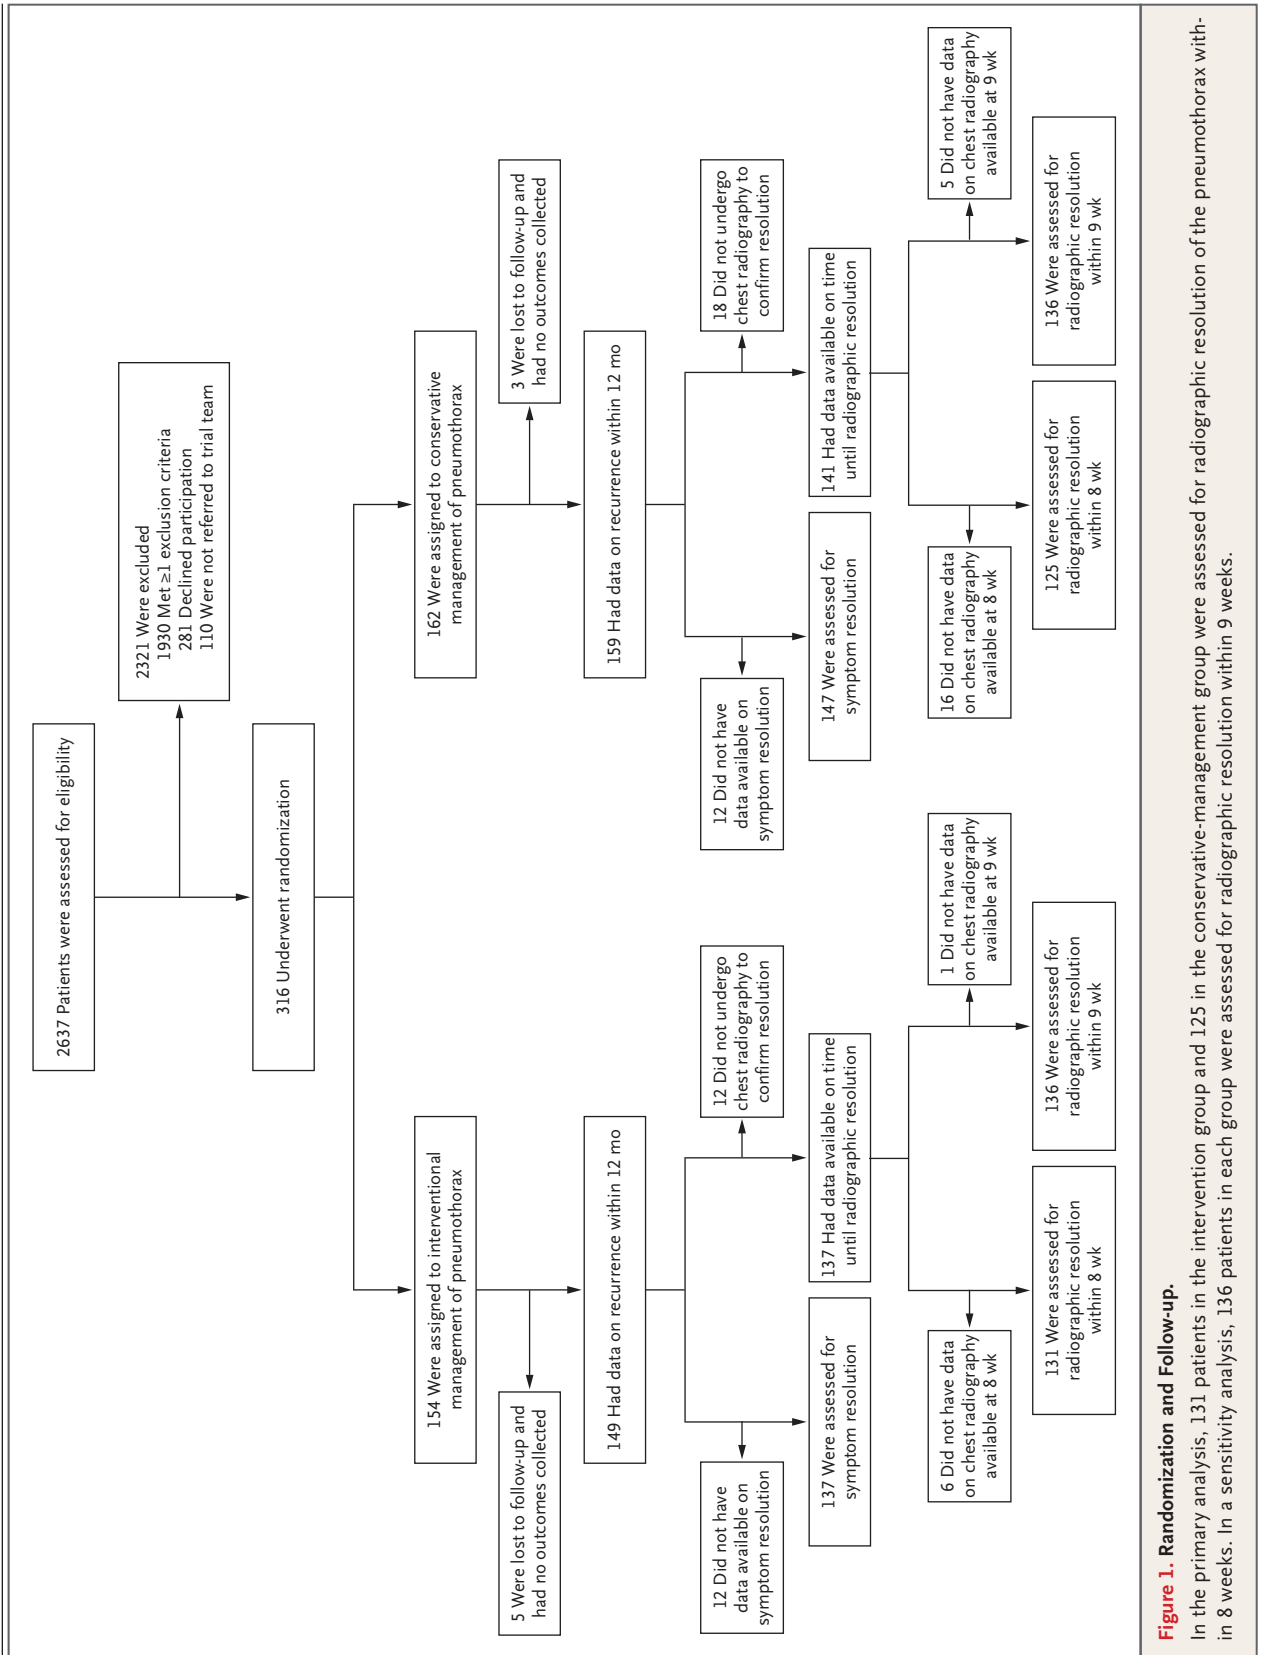 2637 Patients were assessed for eligibility
2321 Were excluded
1930 Met ≥1 exclusion criteria
281 Declined participation
110 Were not referred to trial team
316 Underwent randomization
154 Were assigned to interventional
management of pneumothorax
162 Were assigned to conservative
management of pneumothorax
5 Were lost to follow-up and
had no outcomes collected
3 Were lost to follow-up and
had no outcomes collected
149 Had data on recurrence within 12 mo
159 Had data on recurrence within 12 mo
12 Did not have
data available on
symptom resolution
12 Did not undergo
chest radiography to
confirm resolution
12 Did not have
data available on
symptom resolution
18 Did not undergo
chest radiography to
confirm resolution
137 Were assessed for
symptom resolution
137 Had data available on time
until radiographic resolution
147 Were assessed for
symptom resolution
141 Had data available on time
until radiographic resolution
6 Did not have data
on chest radiography
available at 8 wk
1 Did not have data
on chest radiography
available at 9 wk
16 Did not have data
on chest radiography
available at 8 wk
5 Did not have data
on chest radiography
available at 9 wk
131 Were assessed for
radiographic resolution
within 8 wk
136 Were assessed for
radiographic resolution
within 9 wk
125 Were assessed for
radiographic resolution
within 8 wk
136 Were assessed for
radiographic resolution
within 9 wk
Figure 1. Randomization and Follow-up.
In the primary analysis, 131 patients in the intervention group and 125 in the conservative-management group were assessed for radiographic resolution of the pneumothorax with-
in 8 weeks. In a sensitivity analysis, 136 patients in each group were assessed for radiographic resolution within 9 weeks.